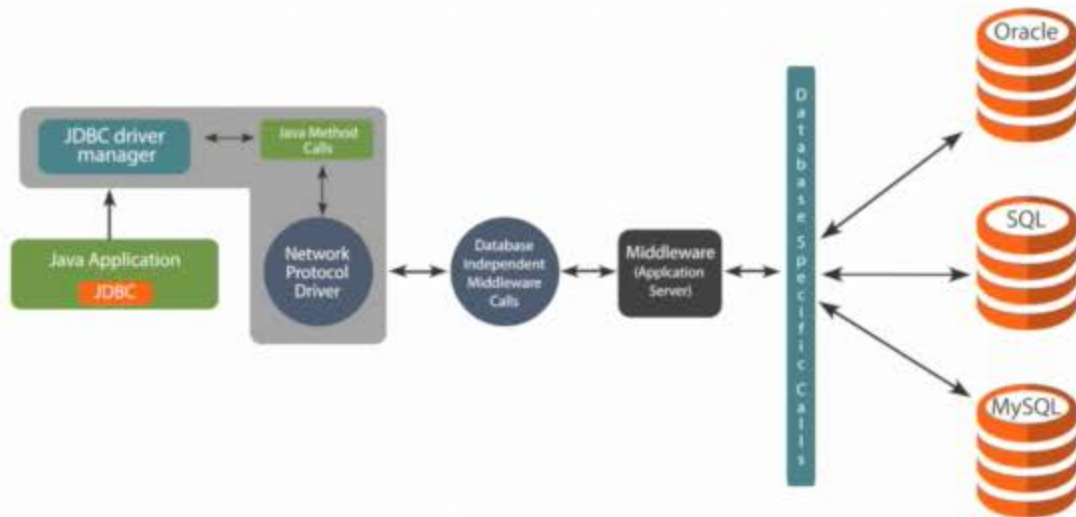 JDBC driver
manager
Java Method
Calls
Java Application
JDBC
Network
Protocol
Driver
Database
Independent
Middleware
Calls
Middleware
(Application
Server)
Database Specific Calls
Oracle
SQL
MySQL